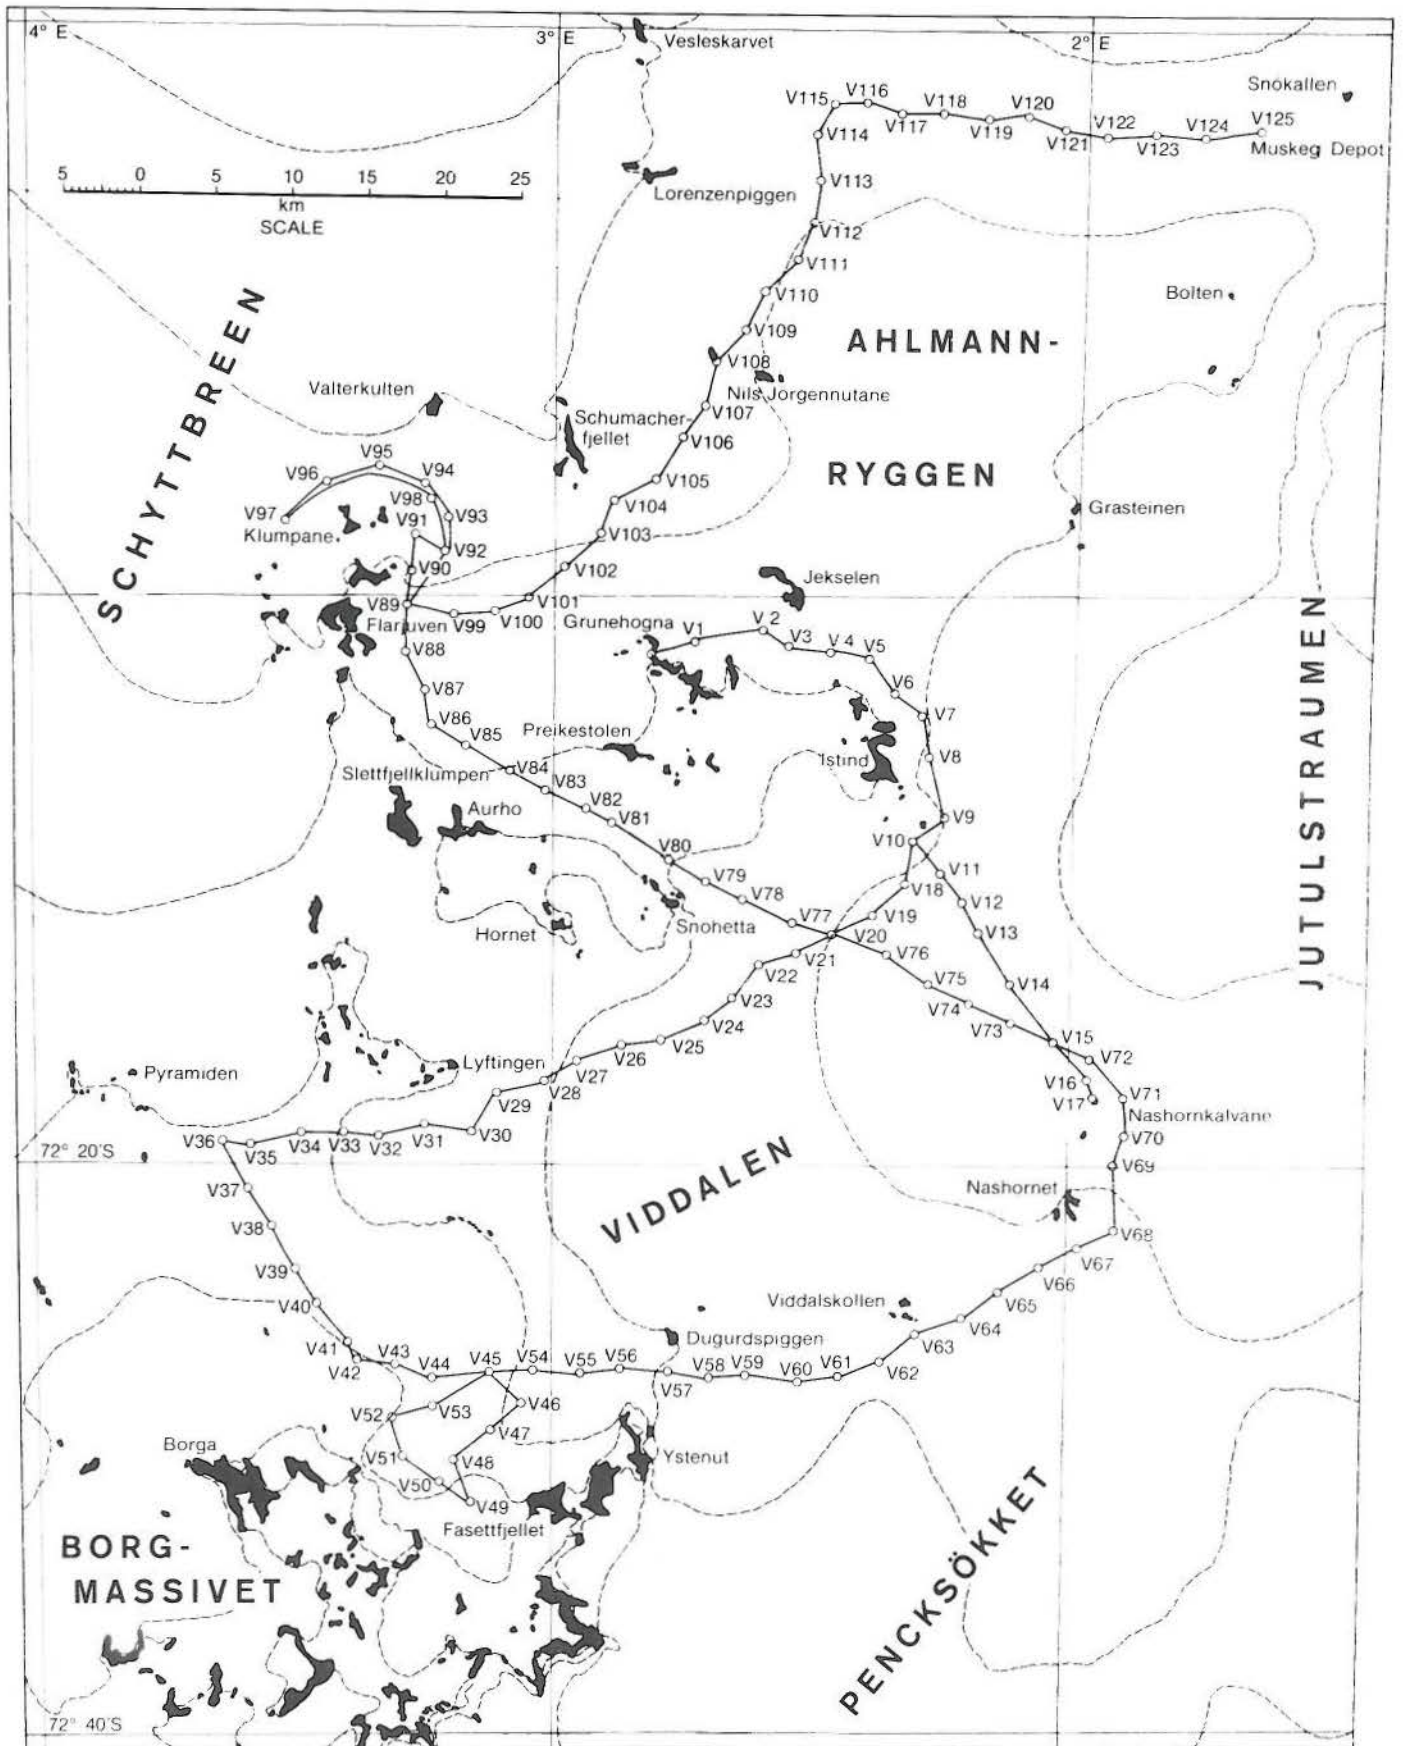 4° E
3° E
2° E
Vesleskarvet
Snökallen
V115
V116
V117
V118
V119
V120
V121
V122
V123
V124
V125
Muskeg Depot
V114
V113
V112
V111
V110
V109
V108
V107
V106
V105
V104
V103
V102
V101
V100
V99
5 0 5 10 15 20 25
km
SCALE
Lorenzenpiggen
Bolten
SCHYTTBREEN
AHLMANN-
RYGGEN
Valterkulten
Nils Jorgennutane
Schumacher-
fjellet
V95
V96
V94
V98
V97
V93
V91
Klumpane
V92
V90
V89
Flarjuven
V88
Grasteinen
Jekselen
Grunehogna
V1
V 2
V3
V 4
V5
V6
V7
V8
V9
V10
JUTULSTRAUMEN
V87
V86
V85
Preikestolen
Istind
V84
Slettfjellklumpen
V83
V82
V81
Aurho
V80
V79
V78
V77
V11
V12
V13
V14
V18
V19
V20
V21
V22
V23
V24
V25
V26
V27
V28
V29
V76
V75
V74
V73
V15
V72
V16
V71
V17
Hornet
Snohetta
Lyftingen
Pyramiden
Nashornkalvane
V70
V69
V36
V35
V34
V33
V32
V31
V30
72° 20'S
V37
V38
V39
V40
VIDDALEN
Nashornet
V68
V67
V66
V65
V64
V63
Viddalskollen
Dugurdspiggen
V41
V42
V43
V44
V45
V54
V55
V56
V57
V58
V59
V60
V61
V62
V52
V53
V46
V47
V51
V48
V50
V49
Borga
Ystenut
Fasettfjellet
BORG-
MASSIVET
PENCKSÖKKET
72° 40'S